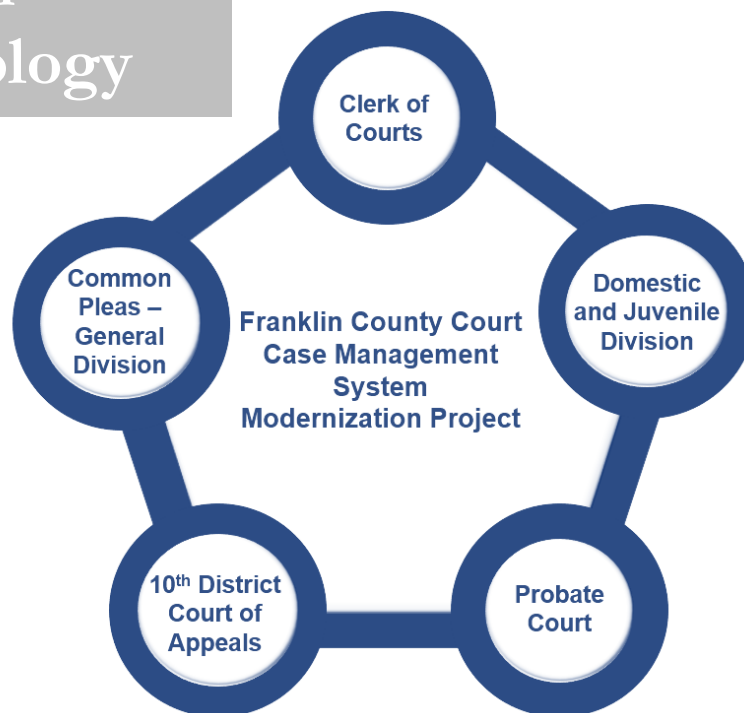 Clerk of
Courts
Common
Pleas –
General
Division
Domestic
and Juvenile
Division
Franklin County Court
Case Management
System
Modernization Project
10th District
Court of
Appeals
Probate
Court